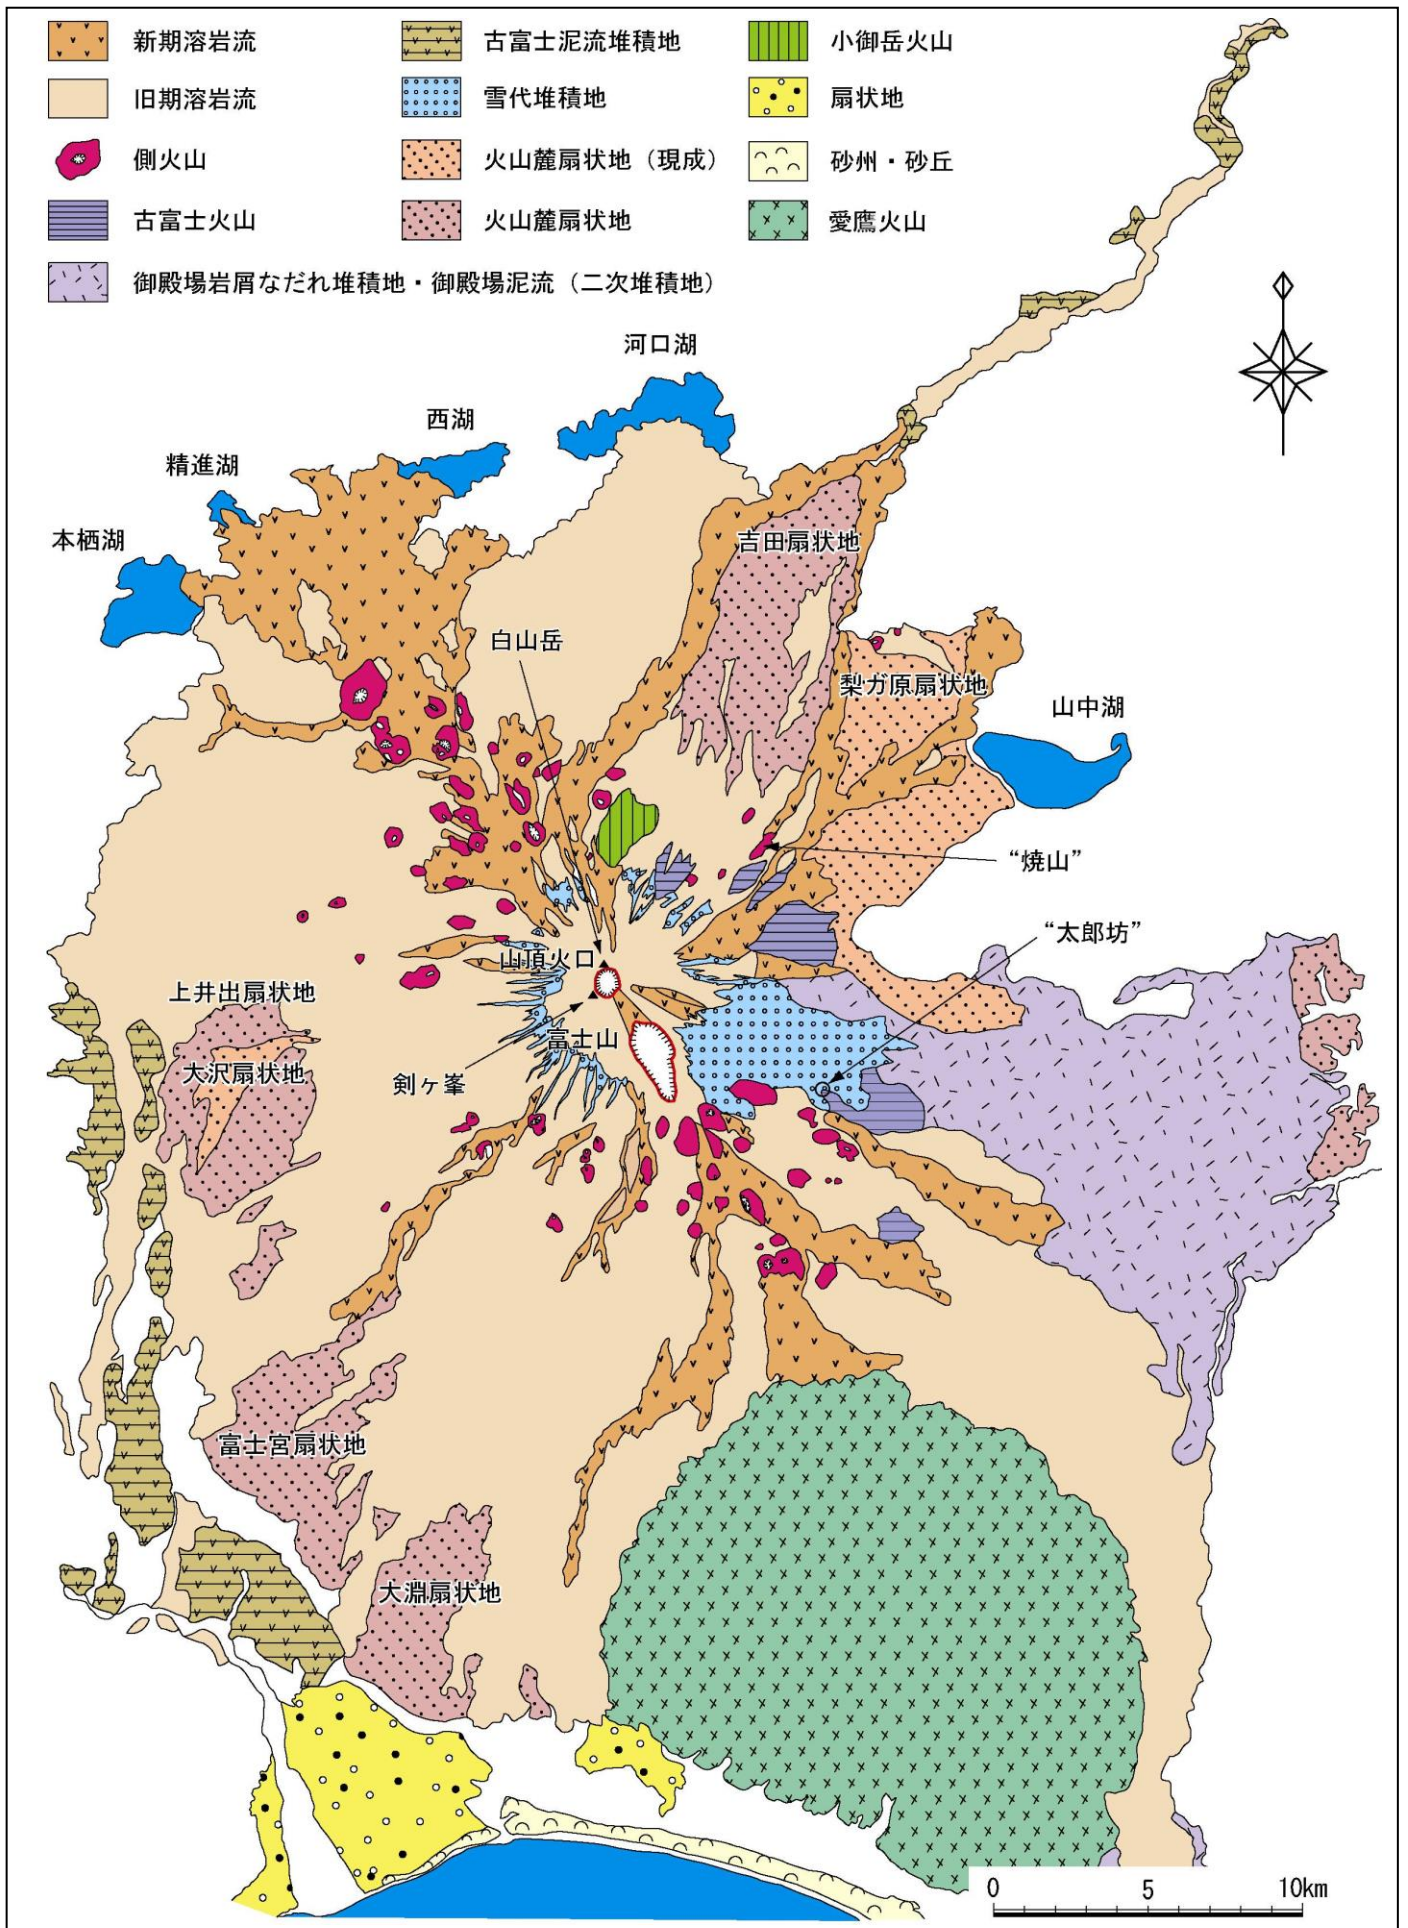 新期溶岩流
古富士泥流堆積地
小御岳火山
旧期溶岩流
雪代堆積地
扇状地
側火山
火山麓扇状地（現成）
砂州・砂丘
古富士火山
火山麓扇状地
愛鷹火山
御殿場岩屑なだれ堆積地・御殿場泥流（二次堆積地）
河口湖
西湖
精進湖
本栖湖
吉田扇状地
白山岳
梨ガ原扇状地
山中湖
“焼山”
“太郎坊”
山頂火口
上井出扇状地
富士山
大沢扇状地
剣ヶ峯
富士宮扇状地
大淵扇状地
0 5 10km